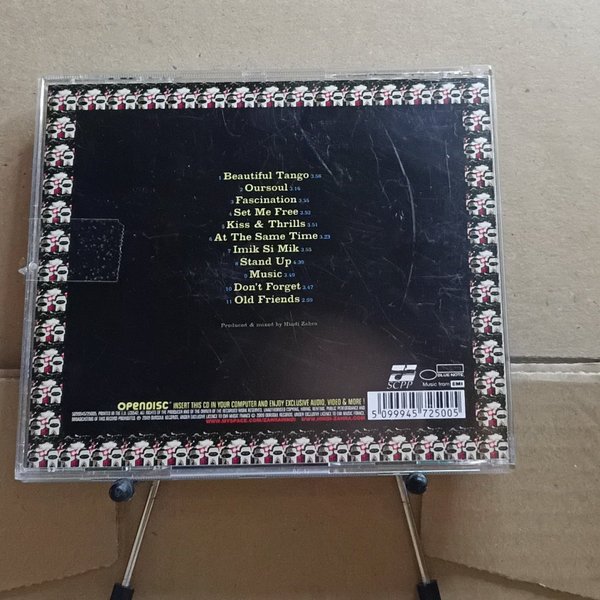 1 Beautiful Tango 3.58
2 Oursoul 3.16
3 Fascination 3.55
4 Set Me Free 3.52
5 Kiss & Thrills 3.51
6 At The Same Time 3.23
7 Imik Si Mik 3.55
8 Stand Up 4.30
9 Music 3.49
10 Don't Forget 3.47
11 Old Friends 2.59
Produced & mixed by Hindi Zahra
SCPP
BLUE NOTE
Music from EMI
OPENDISC INSERT THIS CD IN YOUR COMPUTER AND ENJOY EXCLUSIVE AUDIO, VIDEO & MORE !
5 099945 725005